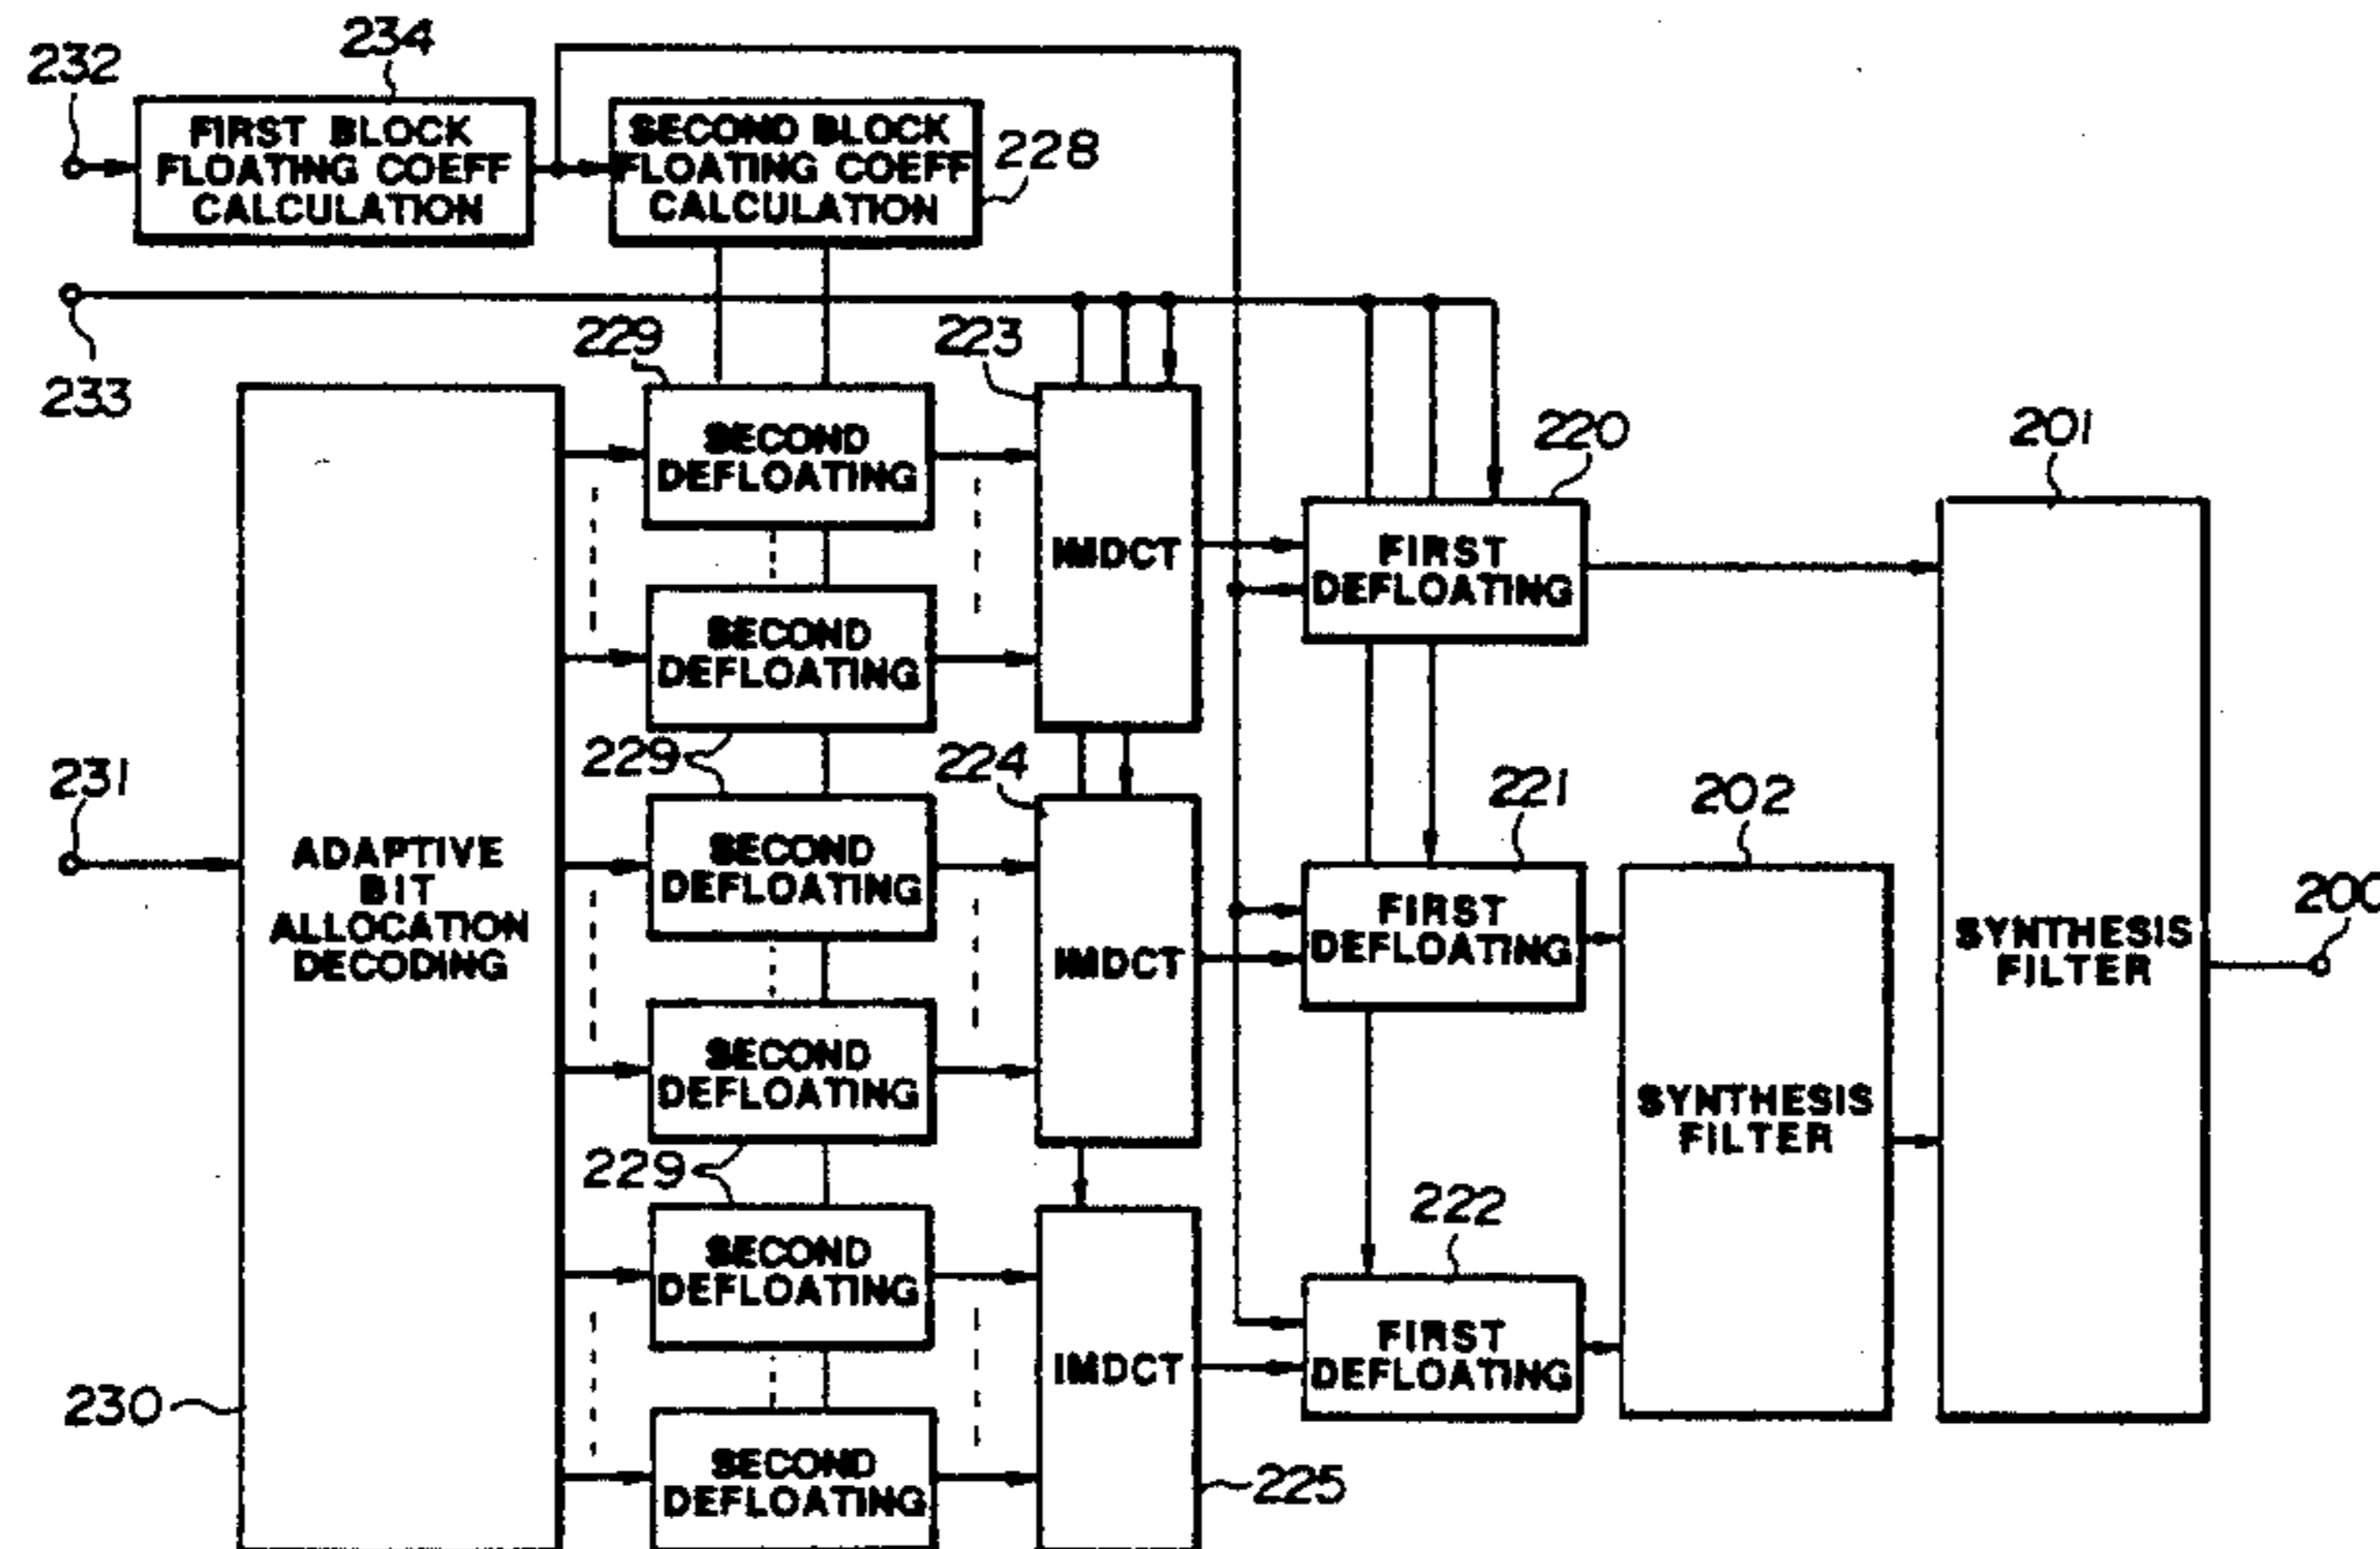 232
234
FIRST BLOCK
FLOATING COEFF
CALCULATION
SECOND BLOCK
FLOATING COEFF
CALCULATION
228
233
229
223
SECOND
DEFLOATING
IMDCT
220
FIRST
DEFLOATING
201
SECOND
DEFLOATING
229
224
221
202
231
ADAPTIVE
BIT
ALLOCATION
DECODING
SECOND
DEFLOATING
IMDCT
FIRST
DEFLOATING
SYNTHESIS
FILTER
200
SECOND
DEFLOATING
SYNTHESIS
FILTER
229
222
SECOND
DEFLOATING
IMDCT
FIRST
DEFLOATING
230
SECOND
DEFLOATING
225